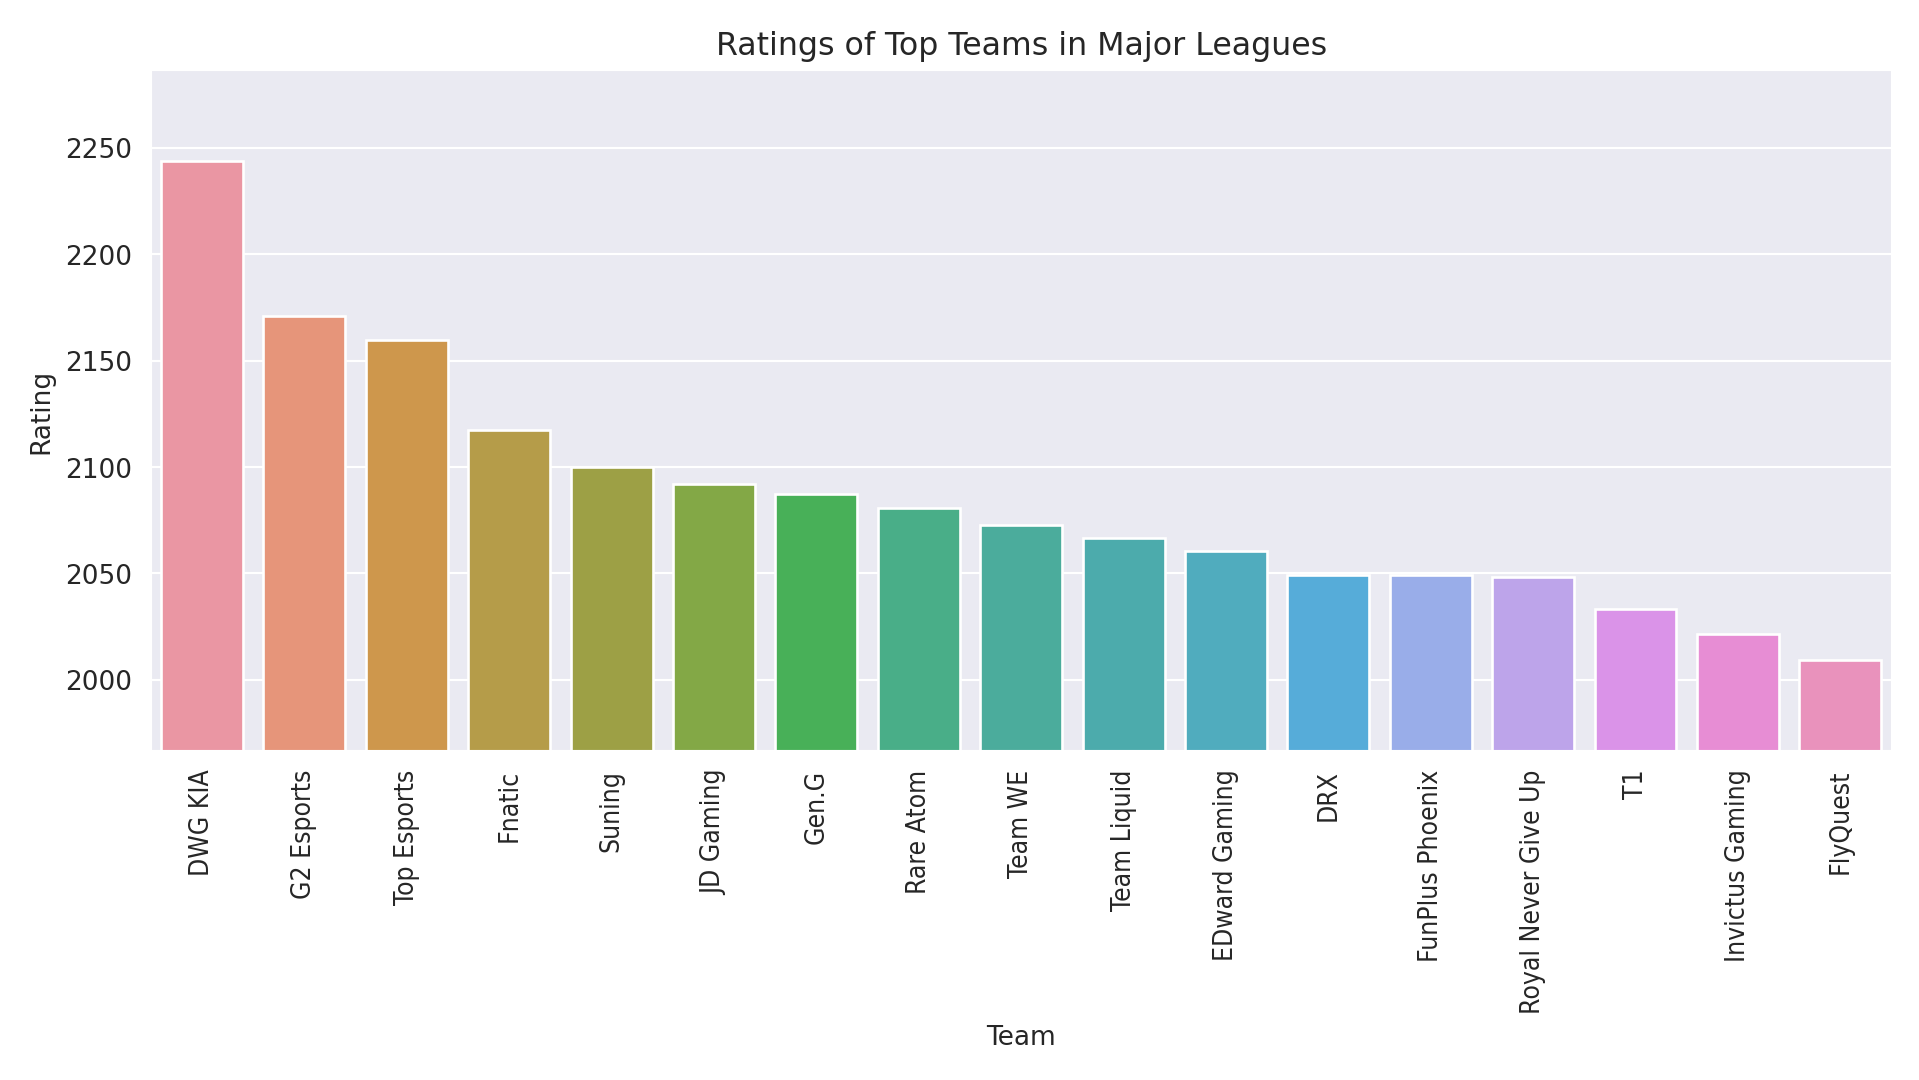 Ratings of Top Teams in Major Leagues
Rating
2250
2200
2150
2100
2050
2000
DWG KIA
G2 Esports
Top Esports
Fnatic
Suning
JD Gaming
Gen.G
Rare Atom
Team WE
Team Liquid
EDward Gaming
DRX
FunPlus Phoenix
Royal Never Give Up
T1
Invictus Gaming
FlyQuest
Team